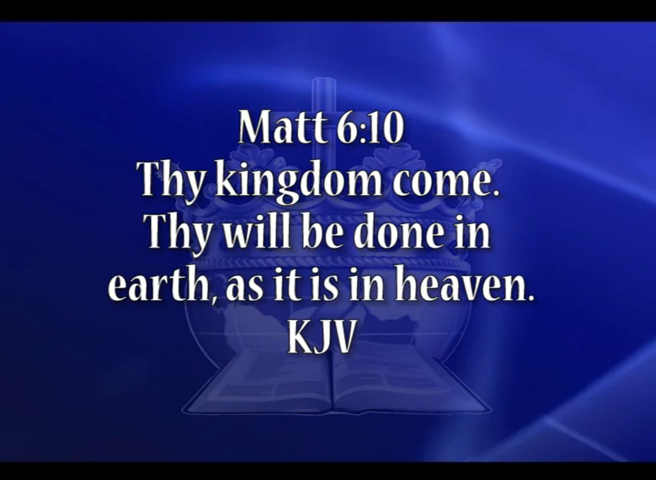 Matt 6:10
Thy kingdom come.
Thy will be done in
earth, as it is in heaven.
KJV